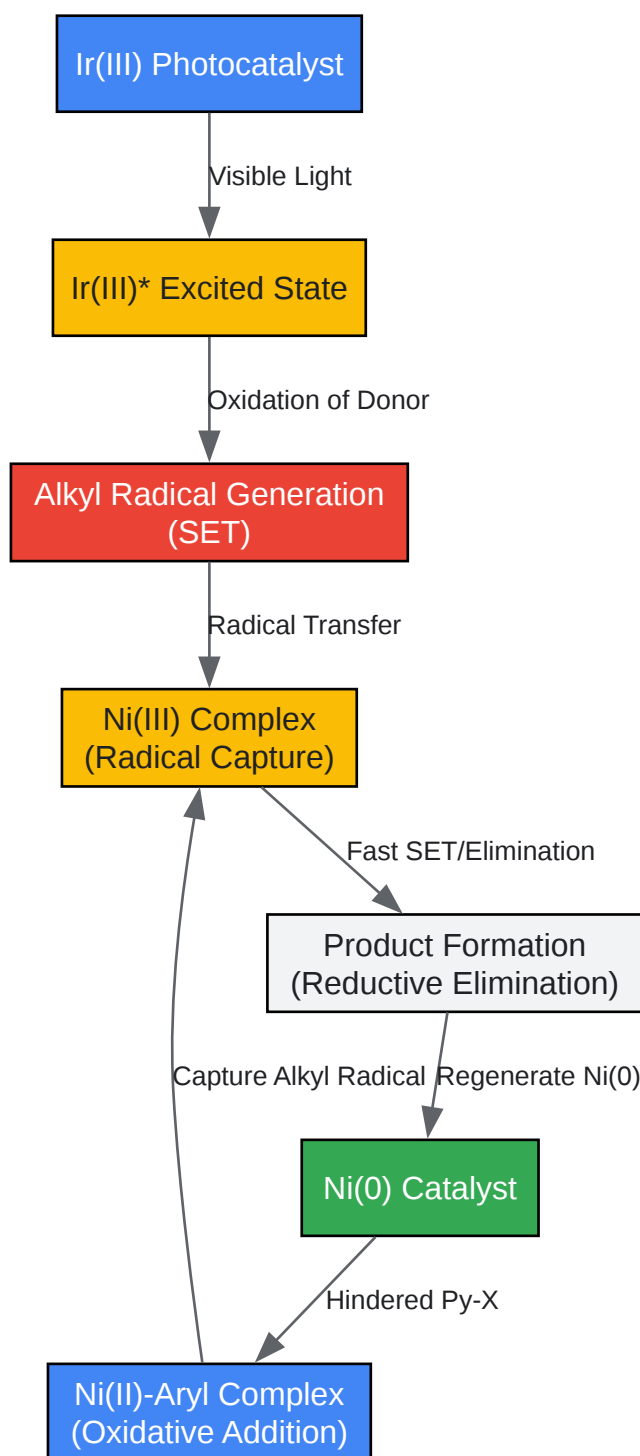 Ir(III) Photocatalyst
Visible Light
Ir(III)* Excited State
Oxidation of Donor
Alkyl Radical Generation
(SET)
Radical Transfer
Ni(III) Complex
(Radical Capture)
Fast SET/Elimination
Product Formation
(Reductive Elimination)
Capture Alkyl Radical
Regenerate Ni(0)
Ni(0) Catalyst
Hindered Py-X
Ni(II)-Aryl Complex
(Oxidative Addition)